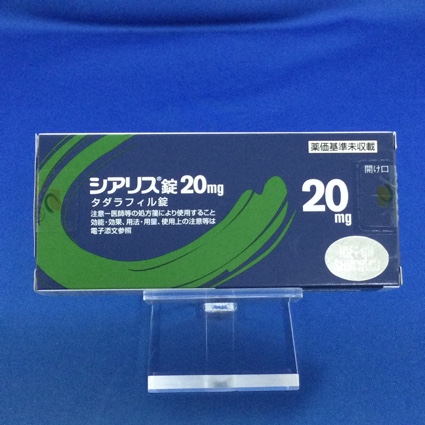 薬価基準未収載
開け口
シアリス®錠20mg
タダラフィル錠
注意ー医師等の処方箋により使用すること
効能・効果、用法・用量、使用上の注意等は
電子添文参照
20
mg